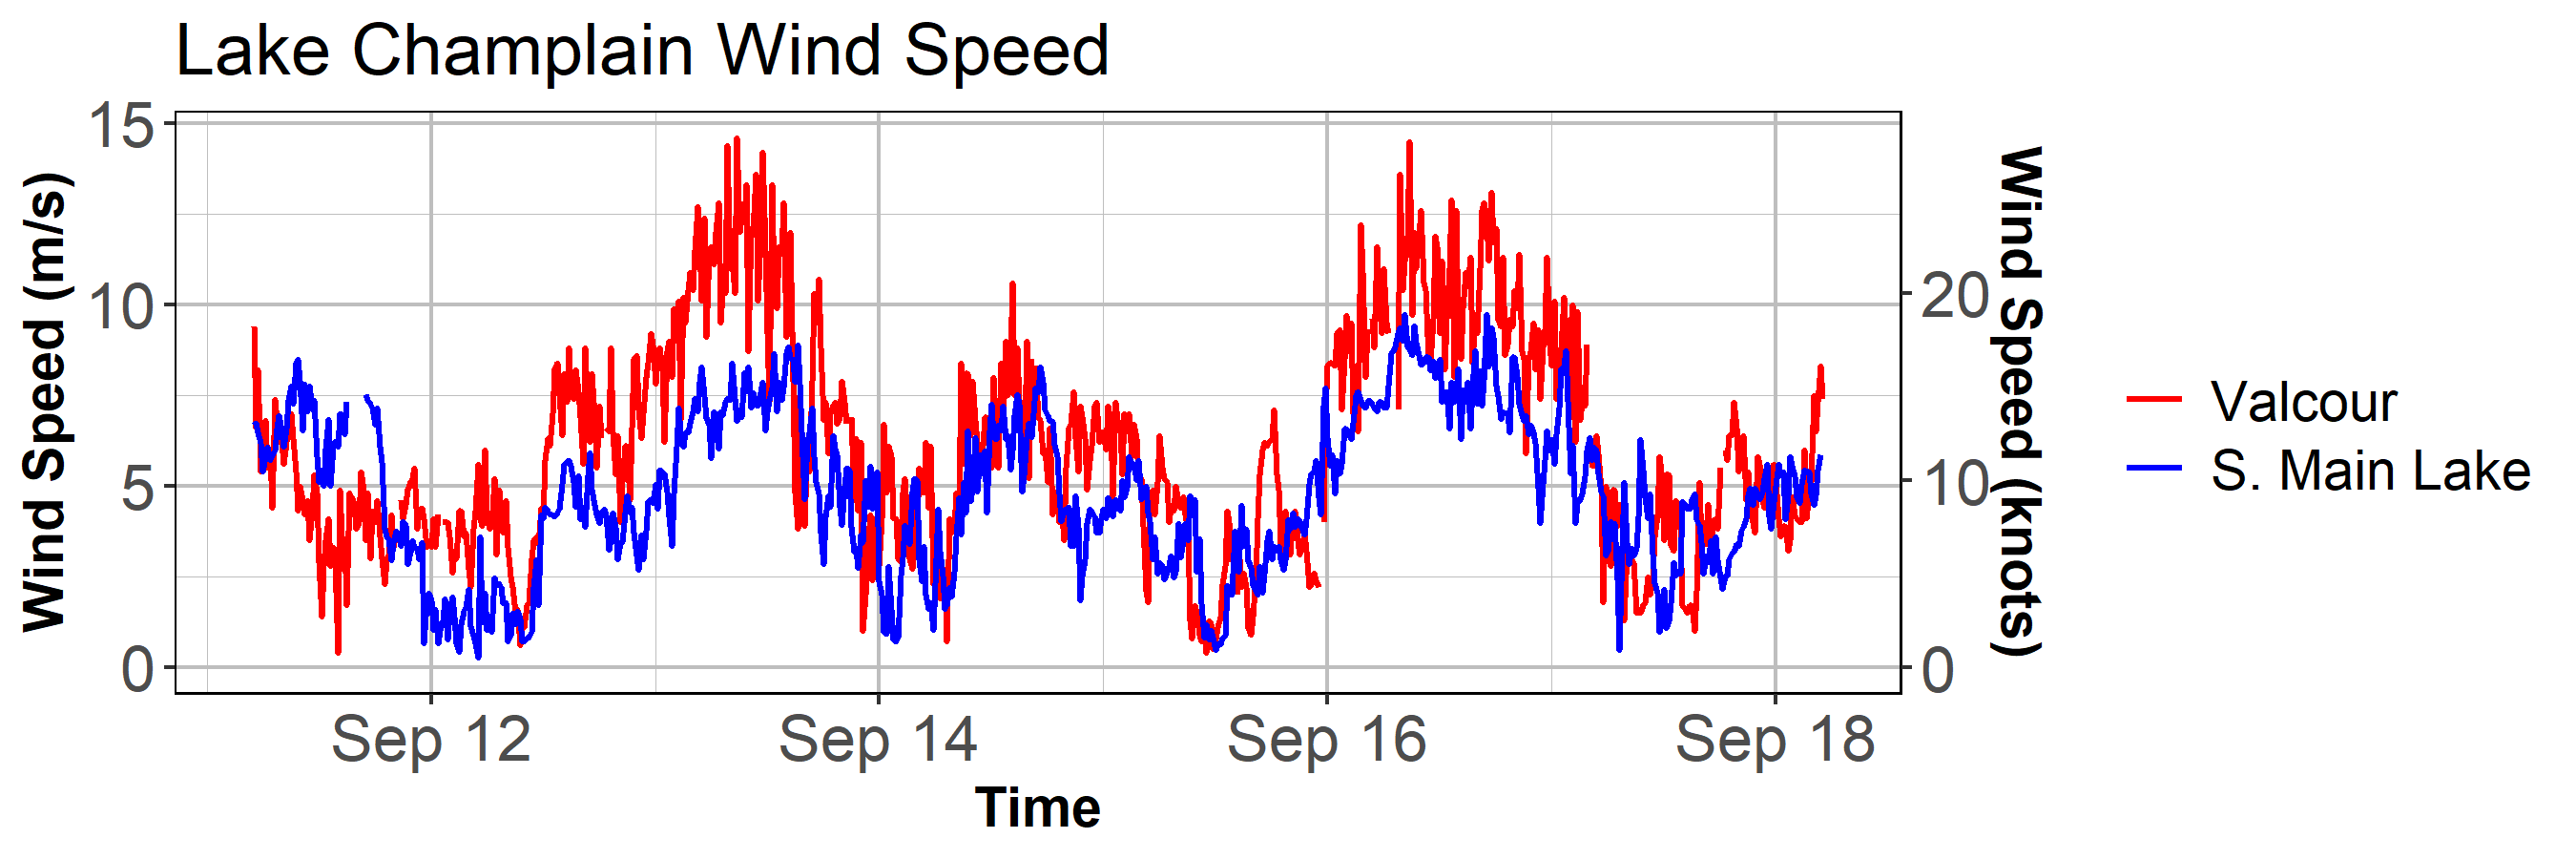 Lake Champlain Wind Speed
15
10
5
0
Wind Speed (m/s)
20
10
0
Wind Speed (knots)
Sep 12
Sep 14
Sep 16
Sep 18
Time
Valcour
S. Main Lake